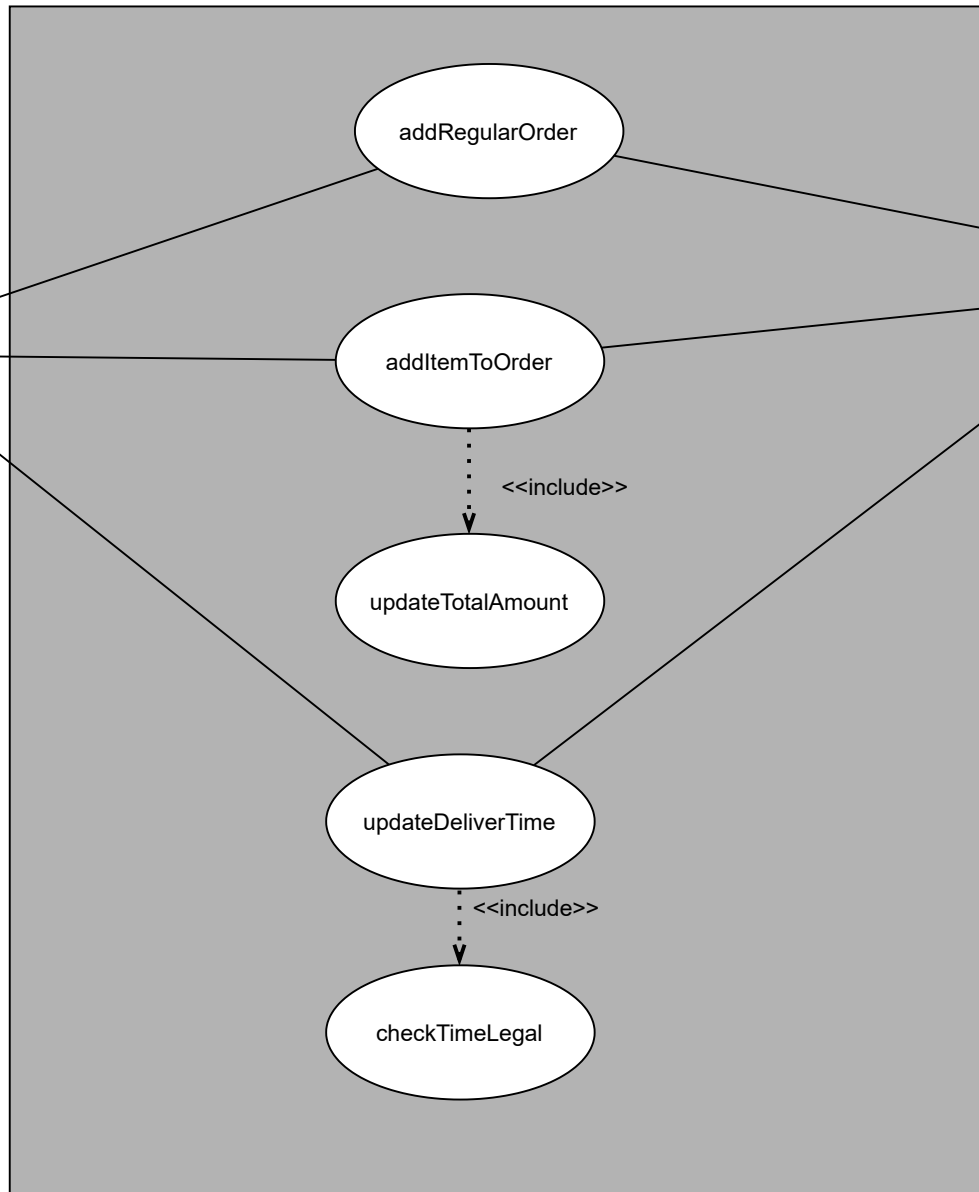 addRegularOrder
addItemToOrder
<<include>>
updateTotalAmount
updateDeliverTime
<<include>>
checkTimeLegal